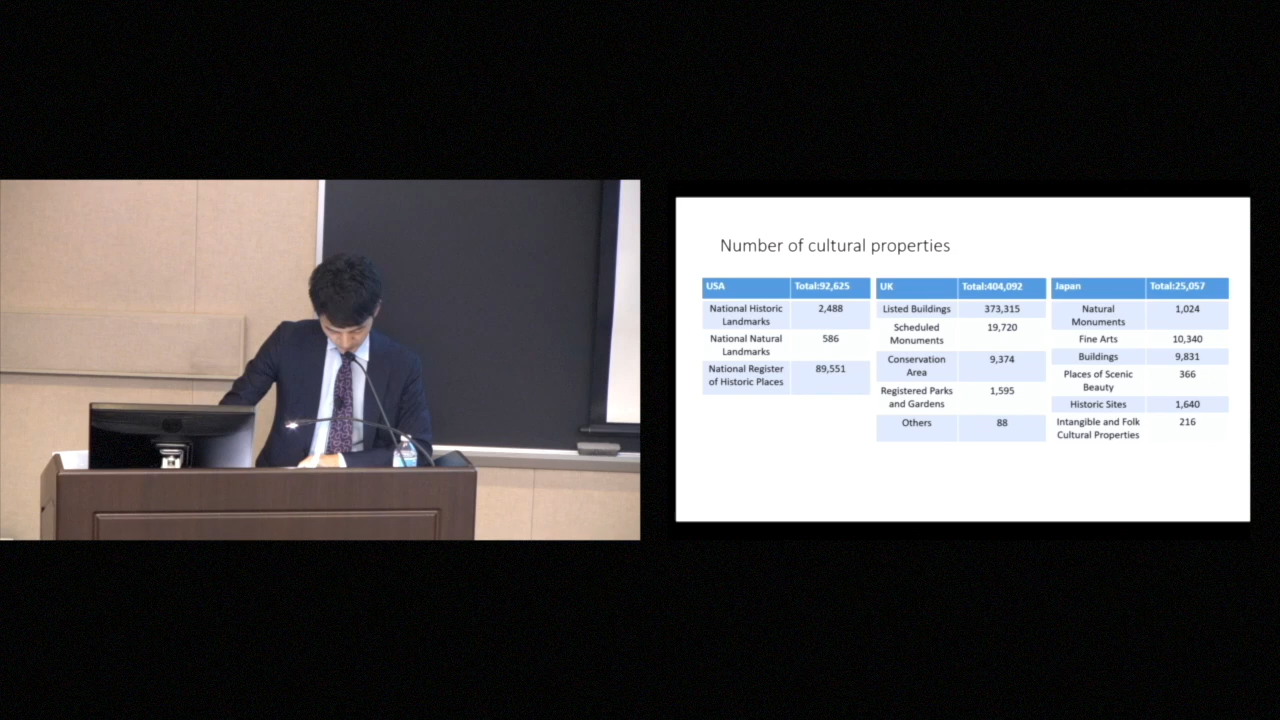 Number of cultural properties
USA Total:92,625
National Historic 2,488
Landmarks
National Natural 586
Landmarks
National Register 89,551
of Historic Places
UK Total:404,092
Listed Buildings 373,315
Scheduled 19,720
Monuments
Conservation 9,374
Area
Registered Parks 1,595
and Gardens
Others 88
Japan Total:25,057
Natural 1,024
Monuments
Fine Arts 10,340
Buildings 9,831
Places of Scenic 366
Beauty
Historic Sites 1,640
Intangible and Folk 216
Cultural Properties